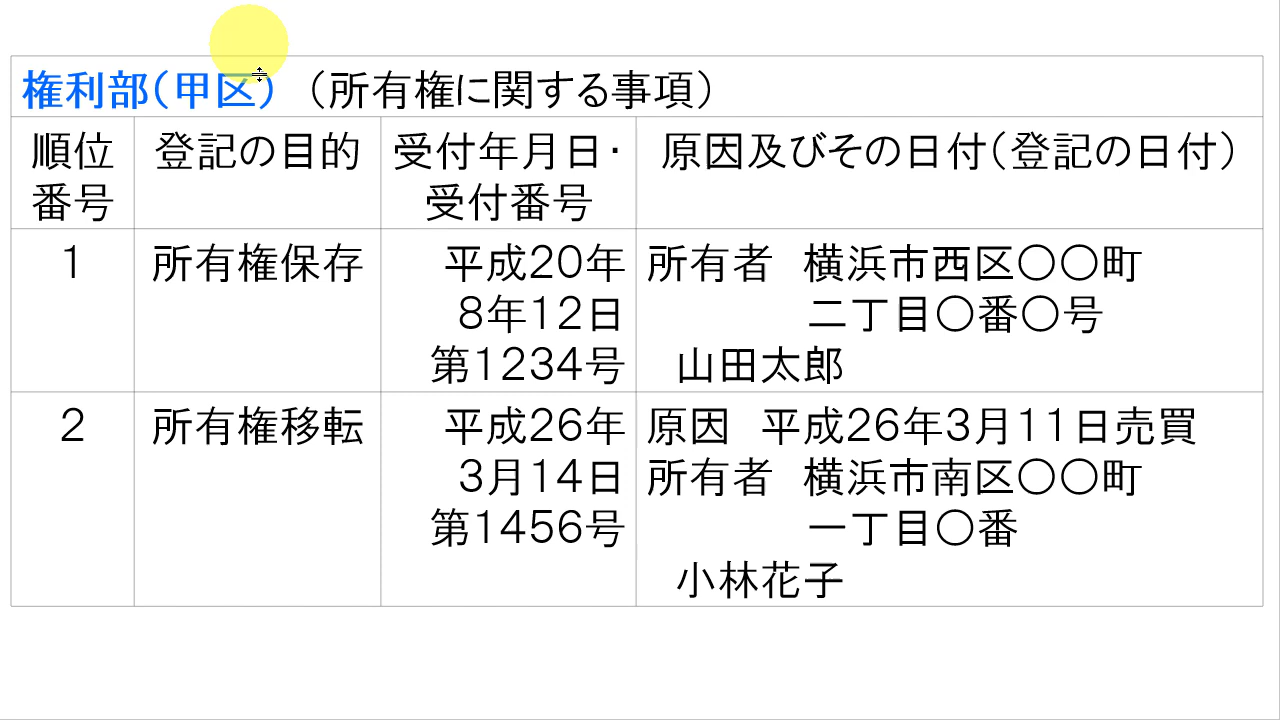 権利部（甲区）　（所有権に関する事項）
順位
番号
登記の目的
受付年月日・
受付番号
原因及びその日付（登記の日付）
1
所有権保存
平成20年
8年12日
第1234号
所有者　横浜市西区〇〇町
二丁目〇番〇号
山田太郎
2
所有権移転
平成26年
3月14日
第1456号
原因　平成26年3月11日売買
所有者　横浜市南区〇〇町
一丁目〇番
小林花子